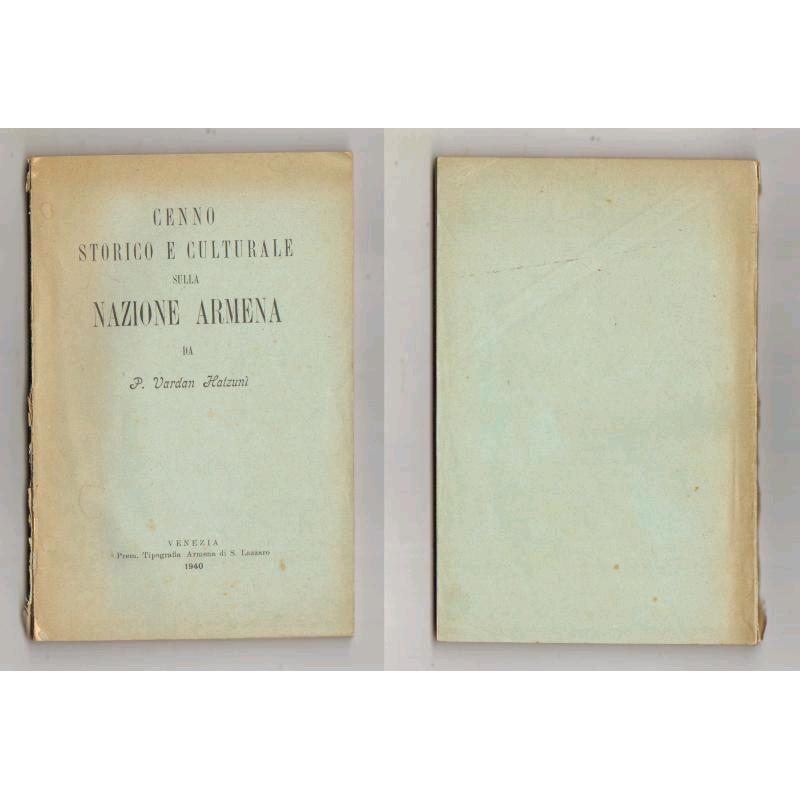 CENNO
STORICO E CULTURALE
SULLA
NAZIONE ARMENA
DA
P. Vardan Hatzuni
VENEZIA
Prem. Tipografia Armena di S. Lazzaro
1940